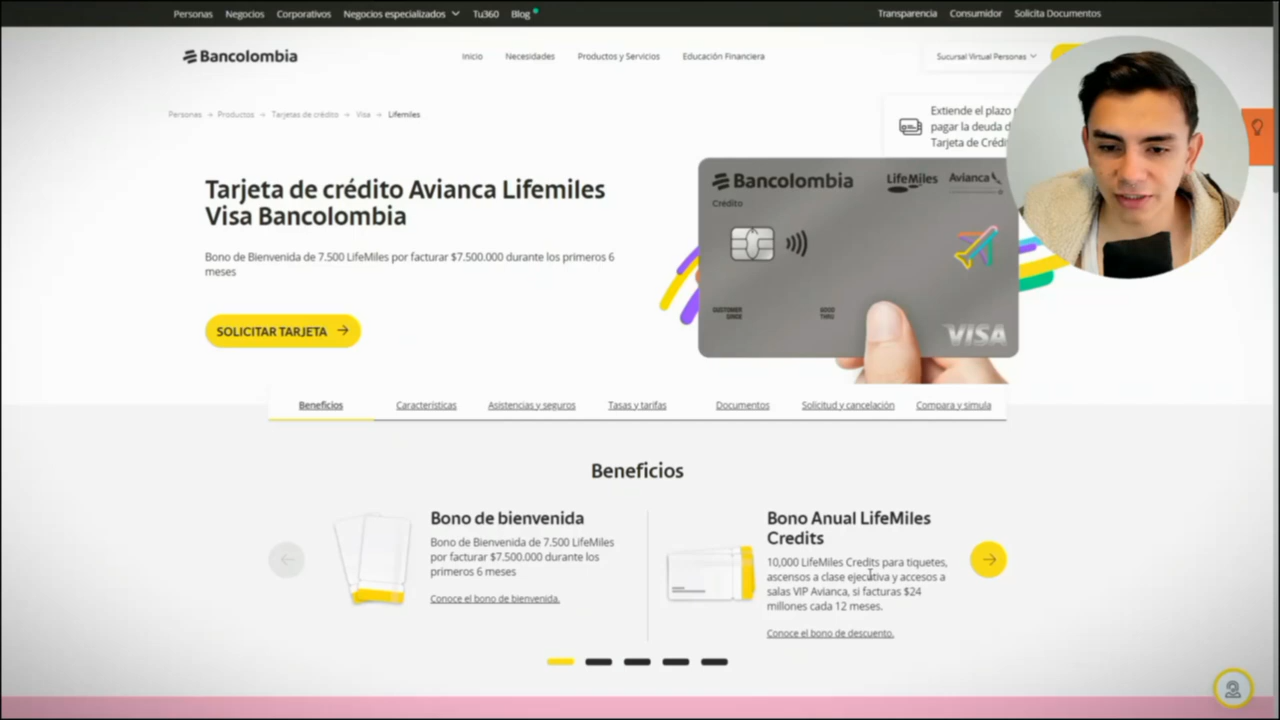 Personas Negocios Corporativos Negocios especializados Tu360 Blog Transparencia Consumidor Solicita Documentos
Bancolombia Inicio Necesidades Productos y Servicios Educación Financiera Sucursal Virtual Personas
Personas Productos Tarjetas de crédito Visa Lifemiles
Extiende el plazo
pagar la deuda
Tarjeta de
Tarjeta de crédito Avianca Lifemiles
Visa Bancolombia
Bono de Bienvenida de 7.500 LifeMiles por facturar $7.500.000 durante los primeros 6
meses
SOLICITAR TARJETA
Bancolombia LifeMiles Avianca
Crédito
CUSTOMER
SINCE
GOOD
THRU
VISA
Beneficios Características Asistencias y seguros Tasas y tarifas Documentos Solicitud y cancelación Compara y simula
Beneficios
Bono de bienvenida
Bono de Bienvenida de 7.500 LifeMiles
por facturar $7.500.000 durante los
primeros 6 meses
Conoce el bono de bienvenida.
Bono Anual LifeMiles
Credits
10,000 LifeMiles Credits para tiquetes,
ascensos a clase ejecutiva y accesos a
salas VIP Avianca, si facturas $24
millones cada 12 meses.
Conoce el bono de descuento.